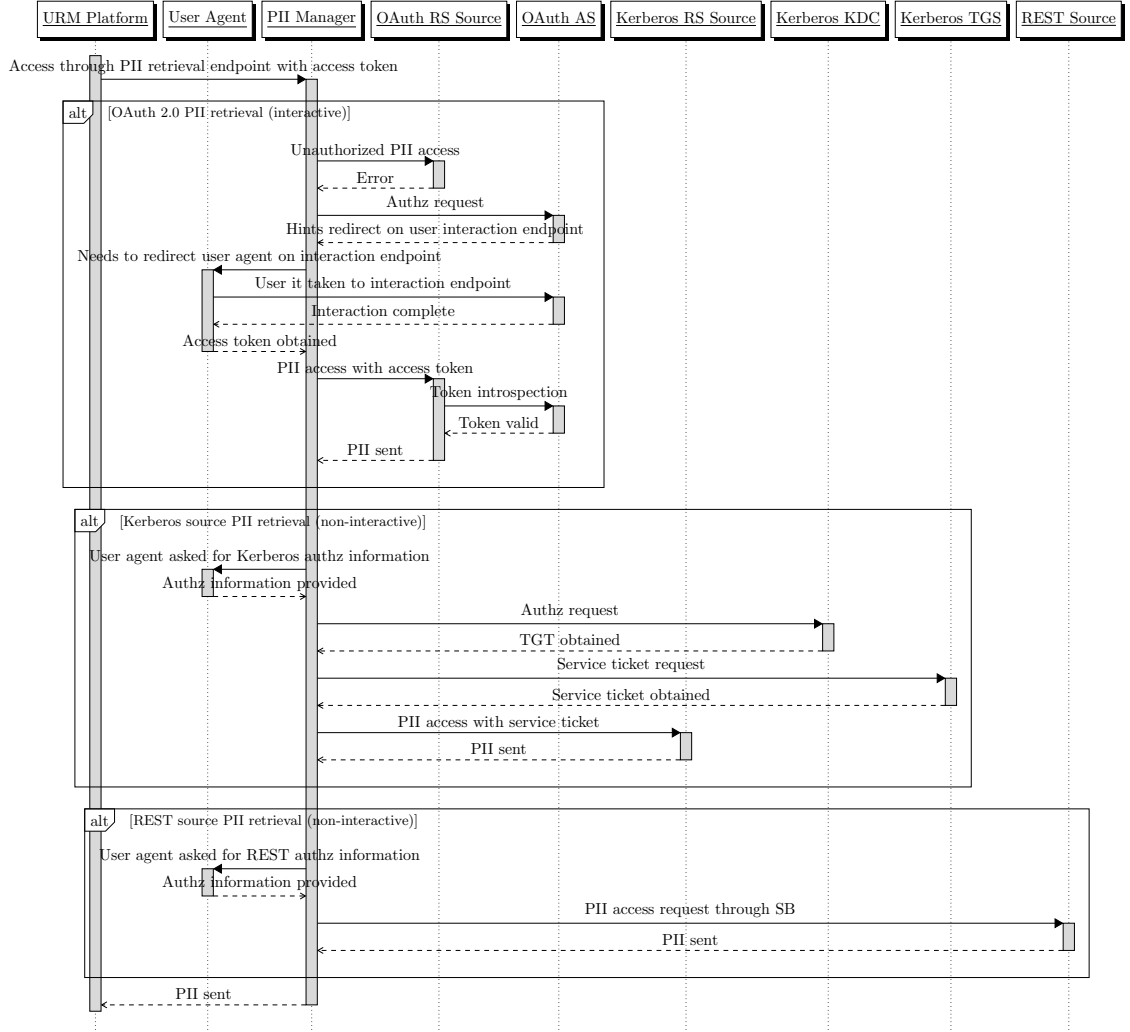 URM Platform
User Agent
PII Manager
OAuth RS Source
OAuth AS
Kerberos RS Source
Kerberos KDC
Kerberos TGS
REST Source
Access through PII retrieval endpoint with access token
alt
[OAuth 2.0 PII retrieval (interactive)]
Unauthorized PII access
Error
Authz request
Hints redirect on user interaction endpoint
Needs to redirect user agent on interaction endpoint
User it taken to interaction endpoint
Interaction complete
Access token obtained
PII access with access token
Token introspection
Token valid
PII sent
alt
[Kerberos source PII retrieval (non-interactive)]
User agent asked for Kerberos authz information
Authz information provided
Authz request
TGT obtained
Service ticket request
Service ticket obtained
PII access with service ticket
PII sent
alt
[REST source PII retrieval (non-interactive)]
User agent asked for REST authz information
Authz information provided
PII access request through SB
PII sent
PII sent